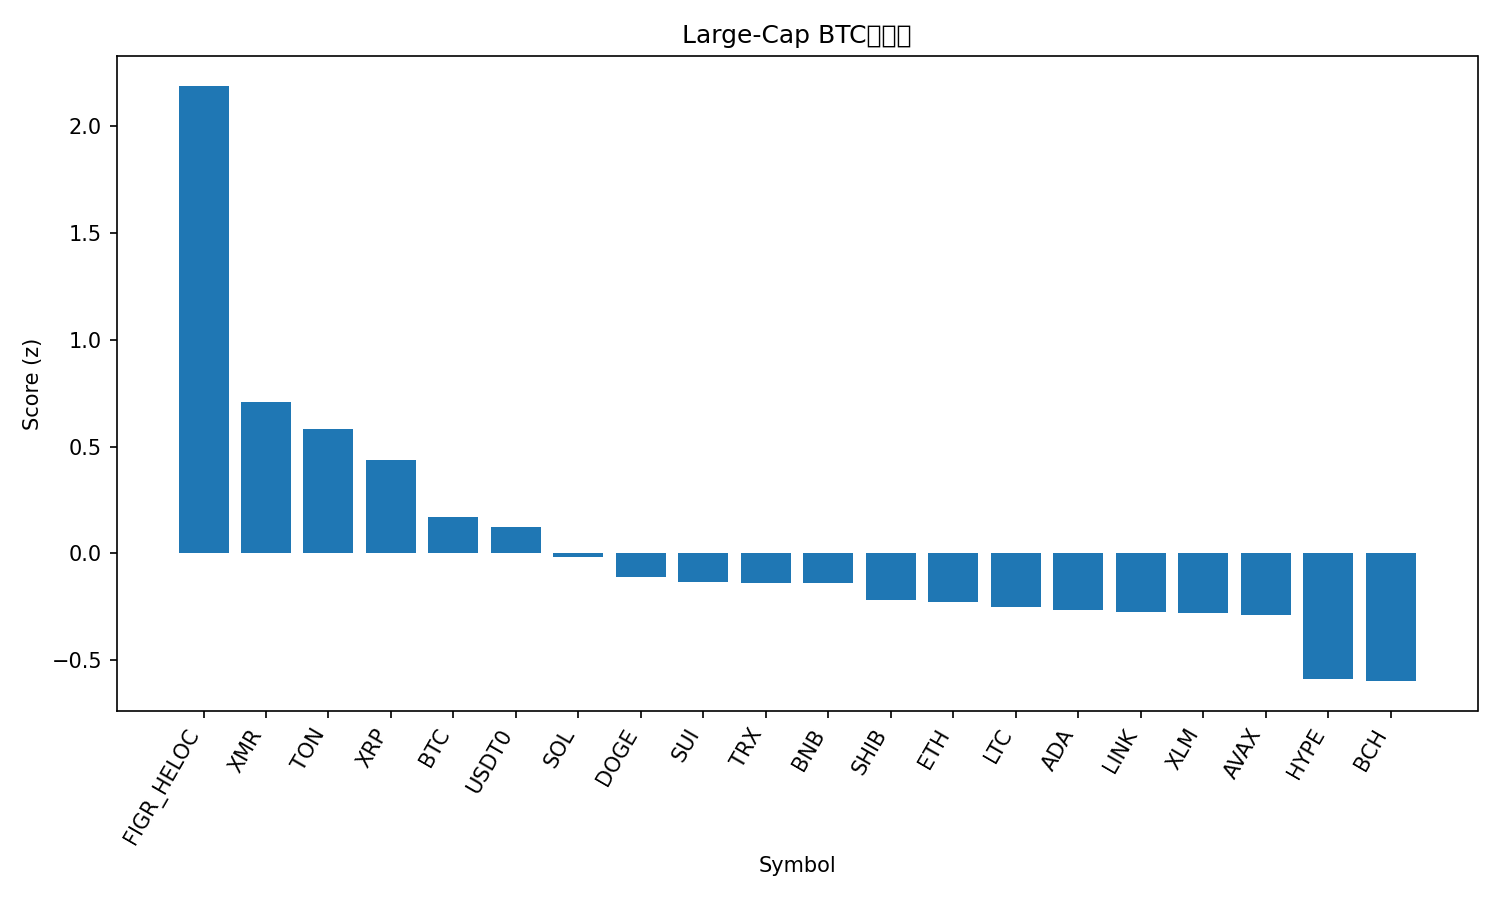 Large-Cap BTC
Score (z)
2.0
1.5
1.0
0.5
0.0
−0.5
FIGR_HELOC
XMR
TON
XRP
BTC
USDT0
SOL
DOGE
SUI
TRX
BNB
SHIB
ETH
LTC
ADA
LINK
XLM
AVAX
HYPE
BCH
Symbol